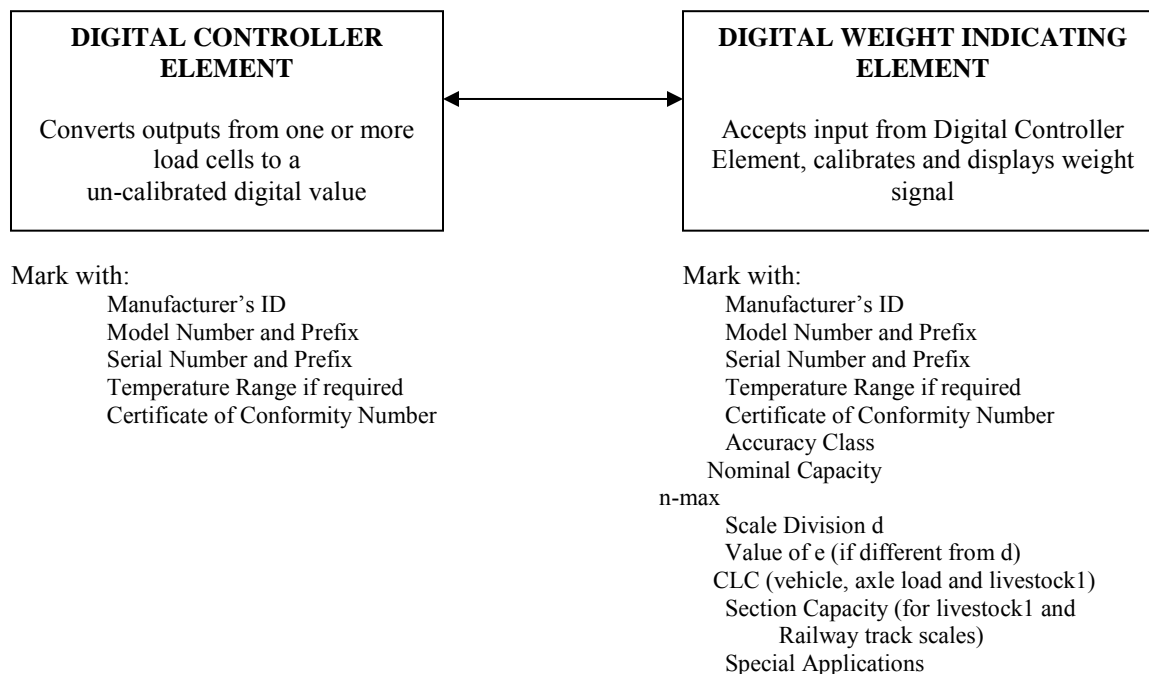 DIGITAL CONTROLLER
ELEMENT
Converts outputs from one or more
load cells to a
un-calibrated digital value
Mark with:
Manufacturer’s ID
Model Number and Prefix
Serial Number and Prefix
Temperature Range if required
Certificate of Conformity Number
DIGITAL WEIGHT INDICATING
ELEMENT
Accepts input from Digital Controller
Element, calibrates and displays weight
signal
Mark with:
Manufacturer’s ID
Model Number and Prefix
Serial Number and Prefix
Temperature Range if required
Certificate of Conformity Number
Accuracy Class
Nominal Capacity
n-max
Scale Division d
Value of e (if different from d)
CLC (vehicle, axle load and livestock1)
Section Capacity (for livestock1 and
Railway track scales)
Special Applications